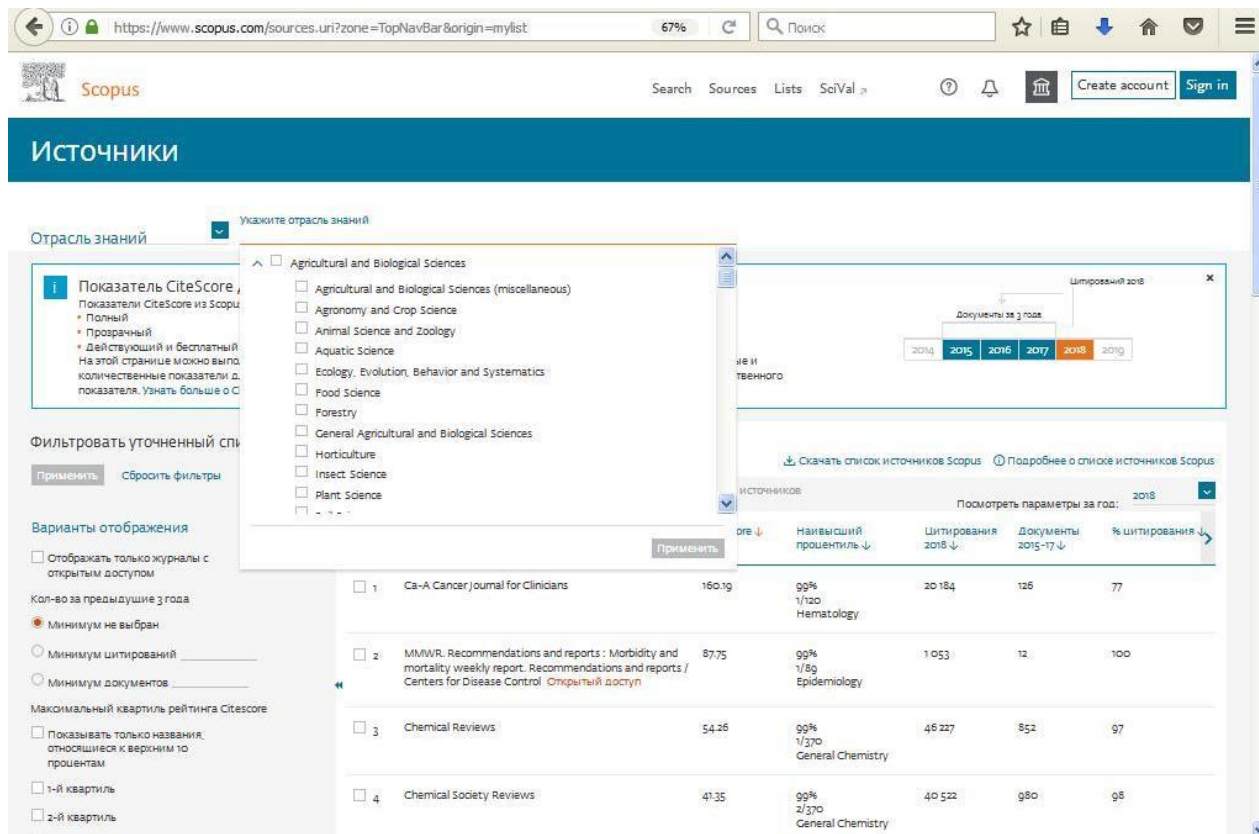 https://www.scopus.com/sources.uri?zone=TopNavBar&origin=mylist
67%
Поиск
Scopus
Search Sources Lists SciVal
Create account
Sign in
Источники
Отрасль знаний
Укажите отрасль знаний
Agricultural and Biological Sciences
Agricultural and Biological Sciences (miscellaneous)
Agronomy and Crop Science
Animal Science and Zoology
Aquatic Science
Ecology, Evolution, Behavior and Systematics
Food Science
Forestry
General Agricultural and Biological Sciences
Horticulture
Insect Science
Plant Science
Применить
i Показатель CiteScore
Показатели CiteScore из Scopu
• Полный
• Прозрачный
• Действующий и бесплатный
На этой странице можно выпо
количественные показатели д
показателя. Узнать больше о C
ые и
твенного
Цитирований 2018
×
Документы за 3 года
2014 2015 2016 2017 2018 2019
Фильтровать уточненный спи
Применить Сбросить фильтры
Варианты отображения
Отображать только журналы с
открытым доступом
Кол-во за предыдущие 3 года
Минимум не выбран
Минимум цитирований
Минимум документов
Максимальный квартиль рейтинга Citescore
Показывать только названия,
относящиеся к верхним 10
процентам
1-й квартиль
2-й квартиль
Скачать список источников Scopus Подробнее о списке источников Scopus
источников
Посмотреть параметры за год: 2018
ore↓ Наивысший Цитирования Документы % цитирования↓
процентиль↓ 2018↓ 2015-17↓
1 Ca-A Cancer Journal for Clinicians 160.19 99% 20 184 126 77
1/120
Hematology
2 MMWR. Recommendations and reports : Morbidity and 87.75 99% 1 053 12 100
mortality weekly report. Recommendations and reports / 1/89
Centers for Disease Control Открытый доступ Epidemiology
3 Chemical Reviews 54.26 99% 46 227 852 97
1/370
General Chemistry
4 Chemical Society Reviews 41.35 99% 40 522 980 98
2/370
General Chemistry